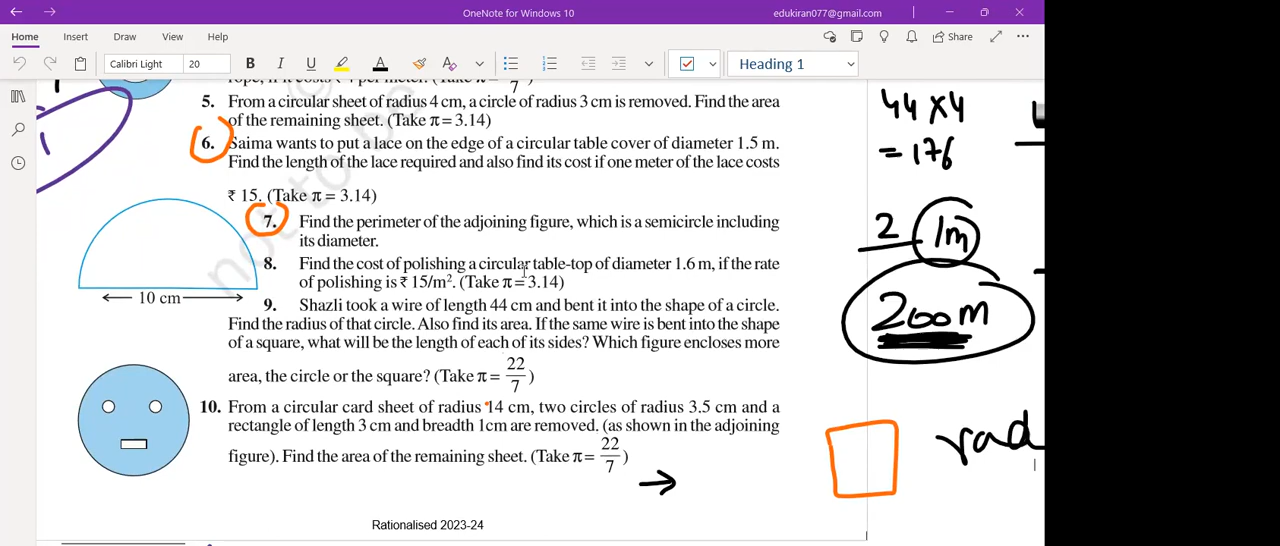 OneNote for Windows 10
edukiran077@gmail.com
Home Insert Draw View Help
Share
Calibri Light 20 B I U A Heading 1
7
5. From a circular sheet of radius 4 cm, a circle of radius 3 cm is removed. Find the area
of the remaining sheet. (Take π = 3.14)
6. Saima wants to put a lace on the edge of a circular table cover of diameter 1.5 m.
Find the length of the lace required and also find its cost if one meter of the lace costs
₹ 15. (Take π = 3.14)
7. Find the perimeter of the adjoining figure, which is a semicircle including
its diameter.
8. Find the cost of polishing a circular table-top of diameter 1.6 m, if the rate
of polishing is ₹ 15/m². (Take π = 3.14)
10 cm
9. Shazli took a wire of length 44 cm and bent it into the shape of a circle.
Find the radius of that circle. Also find its area. If the same wire is bent into the shape
of a square, what will be the length of each of its sides? Which figure encloses more
area, the circle or the square? (Take π = 22/7)
10. From a circular card sheet of radius 14 cm, two circles of radius 3.5 cm and a
rectangle of length 3 cm and breadth 1cm are removed. (as shown in the adjoining
figure). Find the area of the remaining sheet. (Take π = 22/7)
Rationalised 2023-24
not to be
44 x 4
= 176
2 1m
200m
rad